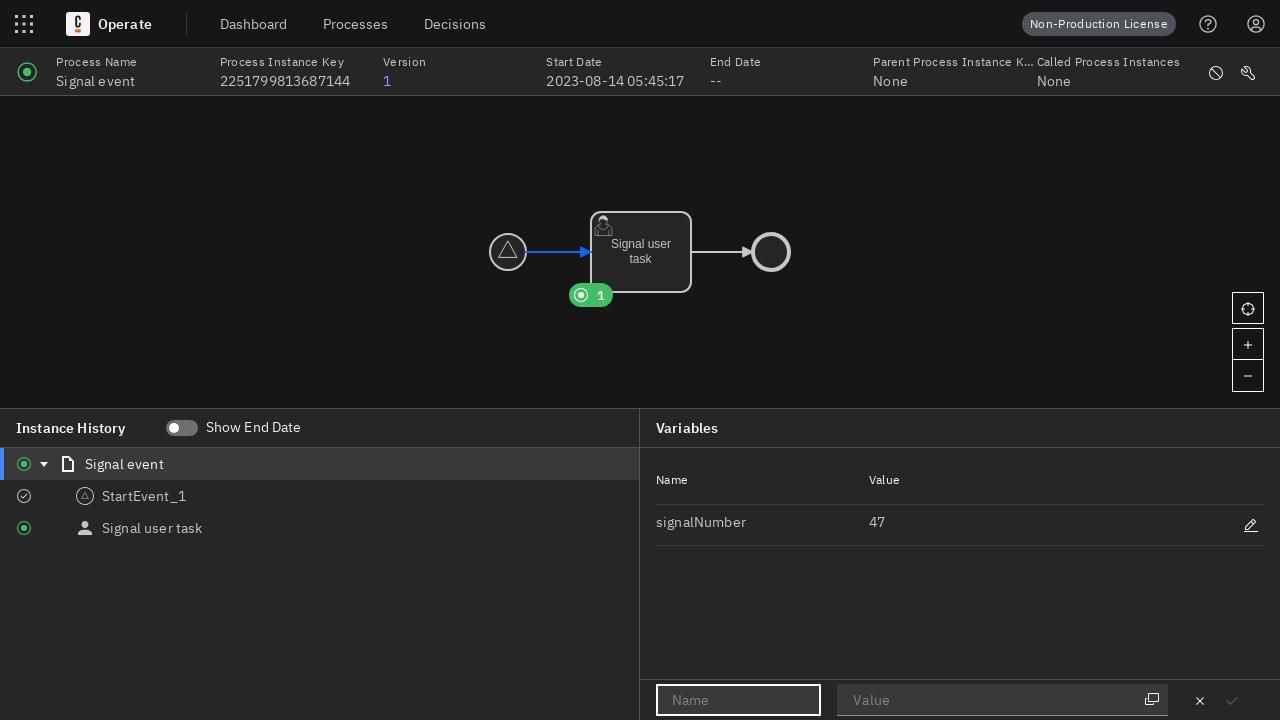 Operate
Dashboard
Processes
Decisions
Non-Production License
Process Name
Signal event
Process Instance Key
2251799813687144
Version
1
Start Date
2023-08-14 05:45:17
End Date
--
Parent Process Instance K...
None
Called Process Instances
None
Signal user
task
1
Instance History
Show End Date
Signal event
StartEvent_1
Signal user task
Variables
Name
Value
signalNumber
47
Name
Value